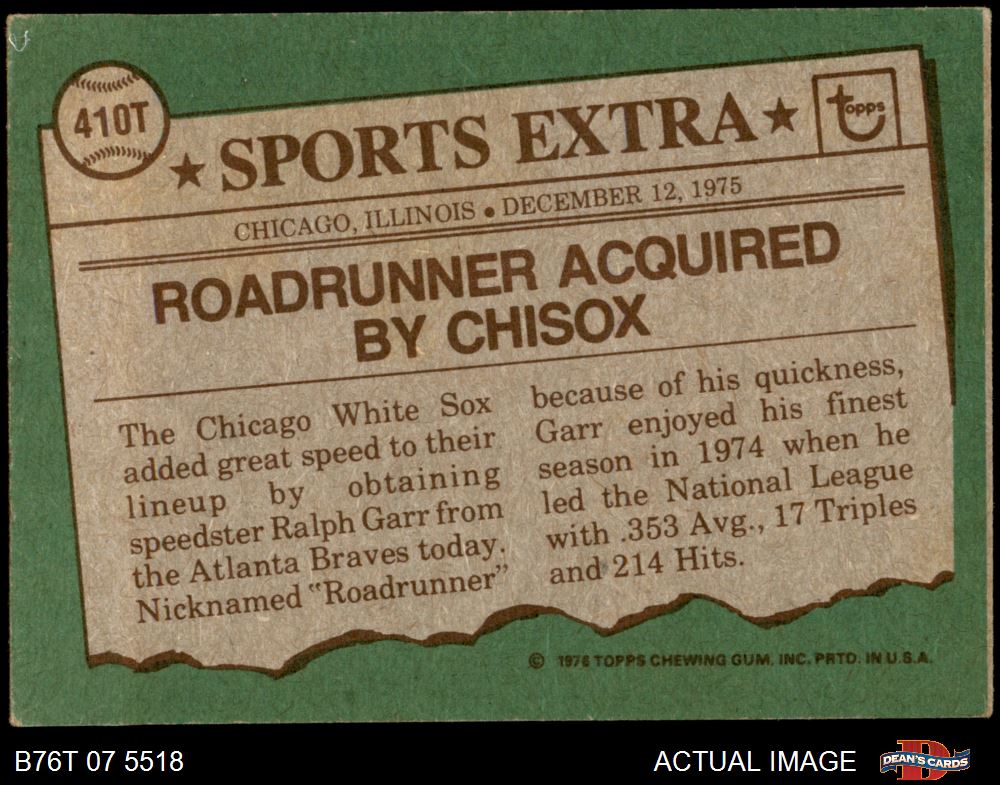 410T
★ SPORTS EXTRA ★
topps
CHICAGO, ILLINOIS • DECEMBER 12, 1975
ROADRUNNER ACQUIRED
BY CHISOX
The Chicago White Sox
added great speed to their
lineup by obtaining
speedster Ralph Garr from
the Atlanta Braves today.
Nicknamed "Roadrunner"
because of his quickness,
Garr enjoyed his finest
season in 1974 when he
led the National League
with .353 Avg., 17 Triples
and 214 Hits.
© 1976 TOPPS CHEWING GUM, INC. PRTD. IN U.S.A.
B76T 07 5518
ACTUAL IMAGE
DEAN'S CARDS